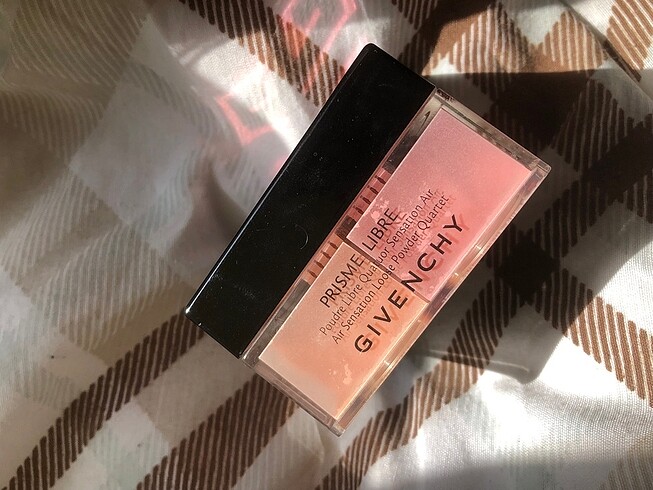 PRISME LIBRE
Poudre Libre Quatuor Sensation Air
Air Sensation Loose Powder Quartet
GIVENCHY